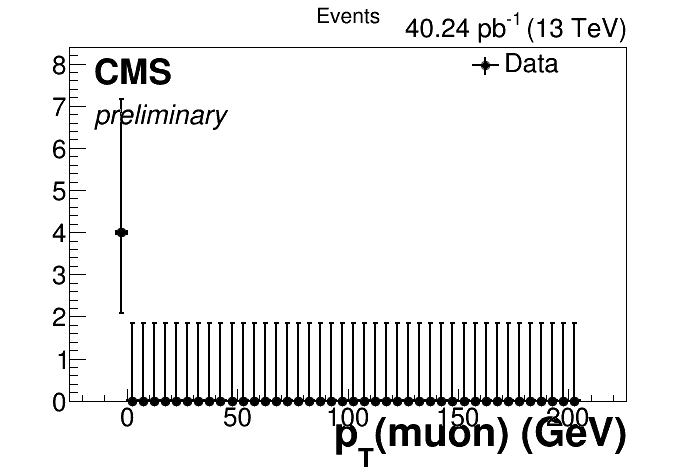 Events
40.24 pb-1 (13 TeV)
CMS
Data
preliminary
8
7
6
5
4
3
2
1
0
0 50 100 150 200
pT(muon) (GeV)